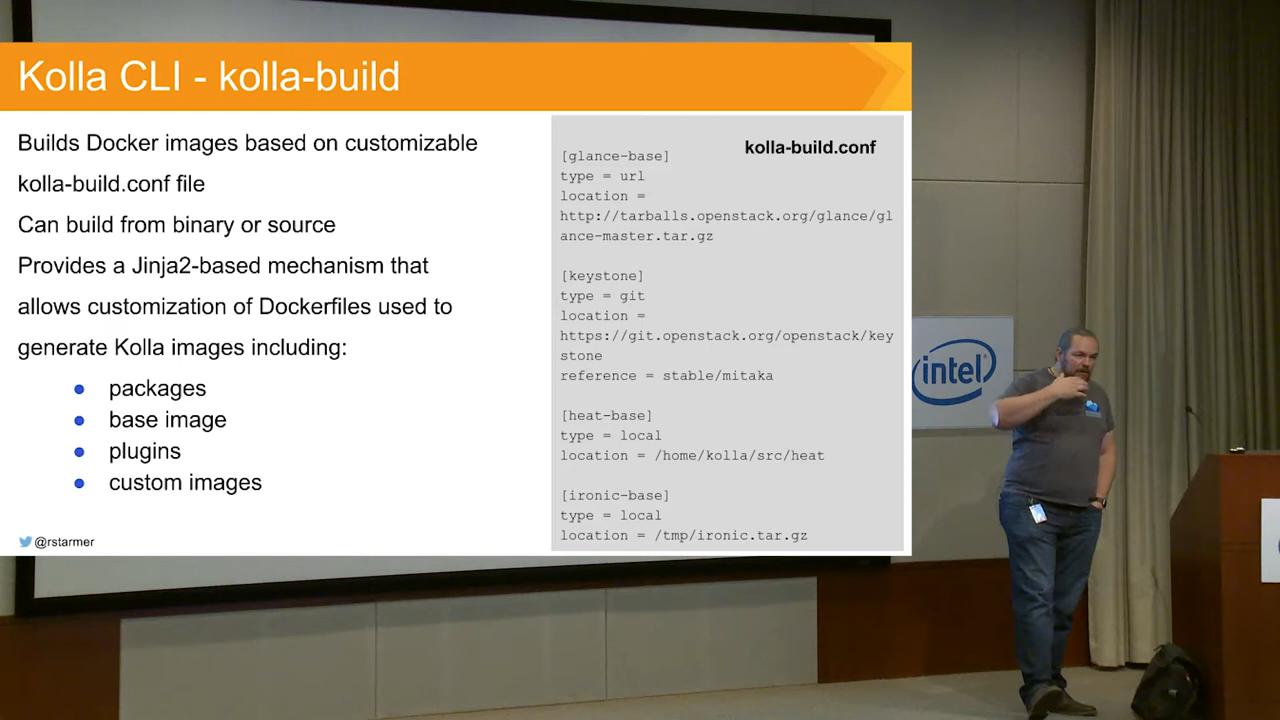 Kolla CLI - kolla-build
Builds Docker images based on customizable
kolla-build.conf file
Can build from binary or source
Provides a Jinja2-based mechanism that
allows customization of Dockerfiles used to
generate Kolla images including:
● packages
● base image
● plugins
● custom images
@rstarmer
kolla-build.conf
[glance-base]
type = url
location =
http://tarballs.openstack.org/glance/gl
ance-master.tar.gz
[keystone]
type = git
location =
https://git.openstack.org/openstack/key
stone
reference = stable/mitaka
[heat-base]
type = local
location = /home/kolla/src/heat
[ironic-base]
type = local
location = /tmp/ironic.tar.gz
intel